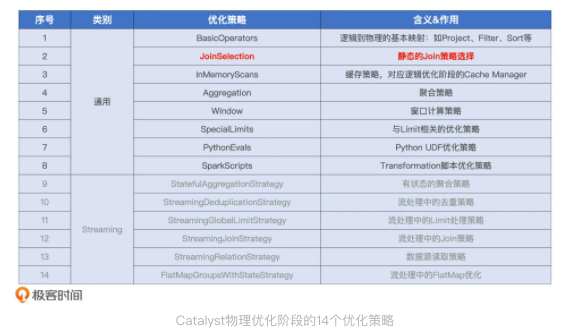 序号 类别 优化策略 含义&作用
1 BasicOperators 逻辑到物理的基本映射：如Project、Filter、Sort等
2 JoinSelection 静态的Join策略选择
3 InMemoryScans 缓存策略，对应逻辑优化阶段的Cache Manager
4 通用 Aggregation 聚合策略
5 Window 窗口计算策略
6 SpecialLimits 与Limit相关的优化策略
7 PythonEvals Python UDF优化策略
8 SparkScripts Transformation脚本优化策略
9 StatefulAggregationStrategy 有状态的聚合策略
10 StreamingDeduplicationStrategy 流处理中的去重策略
11 Streaming StreamingGlobalLimitStrategy 流处理中的Limit处理策略
12 StreamingJoinStrategy 流处理中的Join策略
13 StreamingRelationStrategy 数据源读取策略
14 FlatMapGroupsWithStateStrategy 流处理中的FlatMap优化
极客时间
Catalyst物理优化阶段的14个优化策略